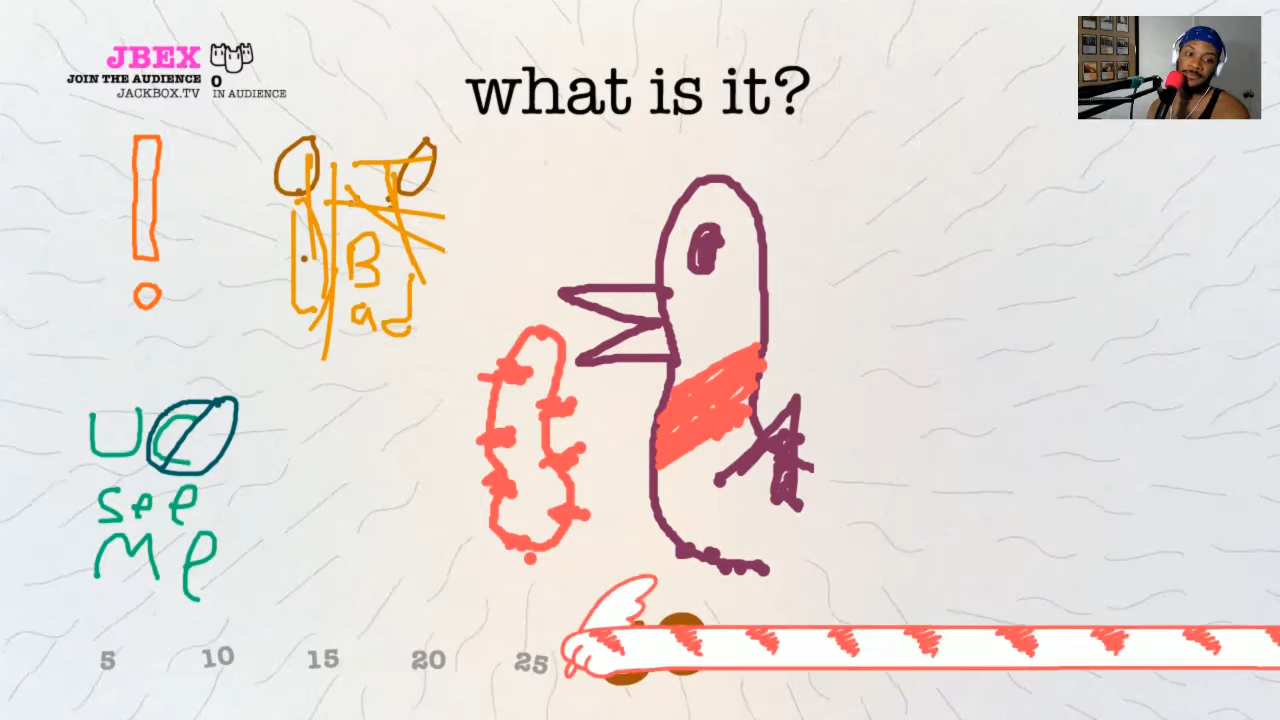 JBEX
JOIN THE AUDIENCE
JACKBOX.TV
0
IN AUDIENCE
what is it?
!
B
ad
UC
see
Me
5 10 15 20 25